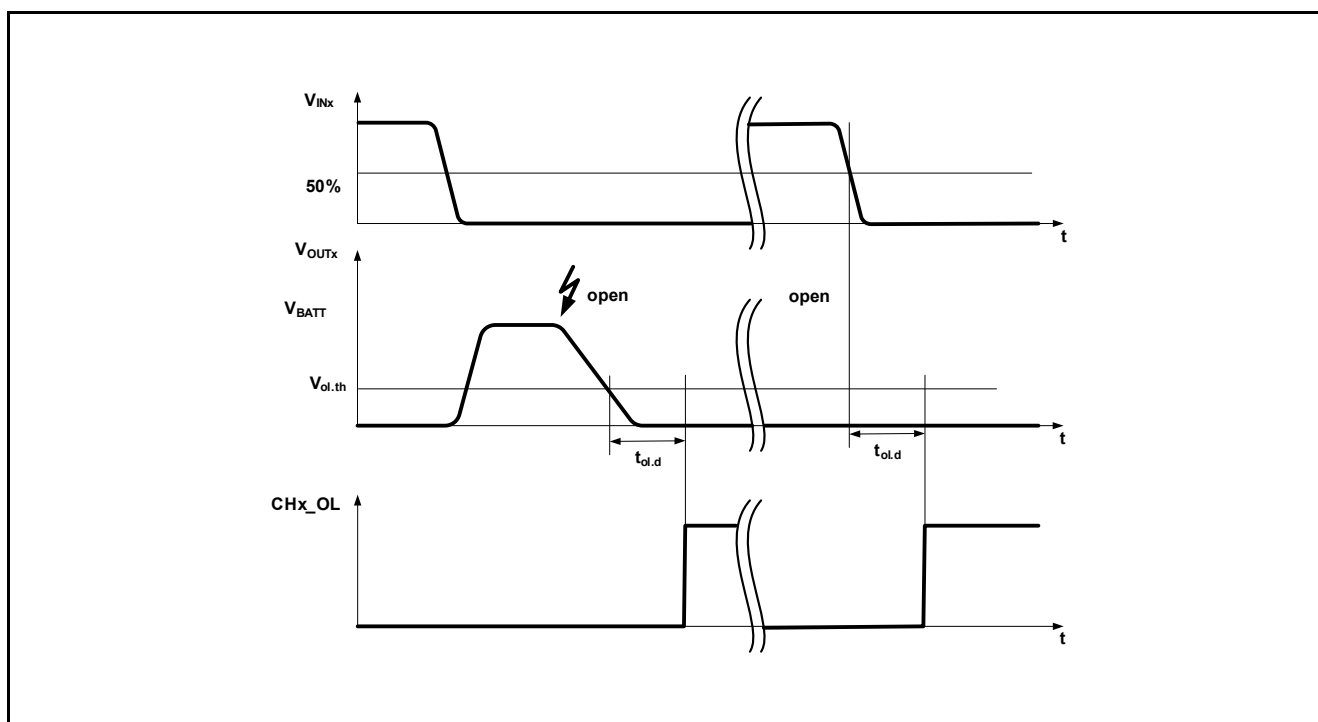 VINx
50%
t
VOUTx
open
open
VBATT
Vol.th
t
tol.d
tol.d
CHx_OL
t